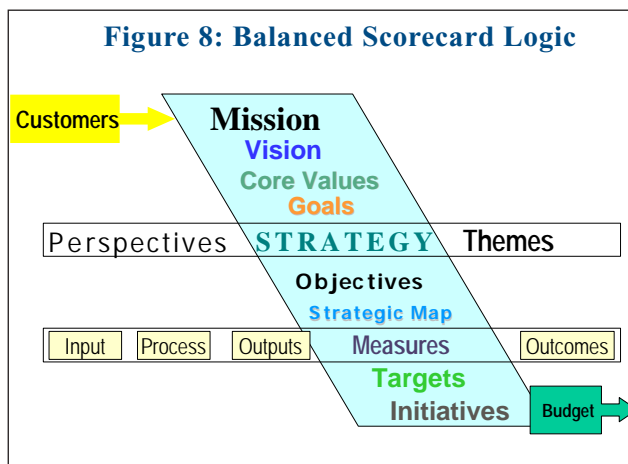 Figure 8: Balanced Scorecard Logic
Customers
Mission
Vision
Core Values
Goals
Perspectives STRATEGY Themes
Objectives
Strategic Map
Input Process Outputs Measures Outcomes
Targets
Initiatives Budget